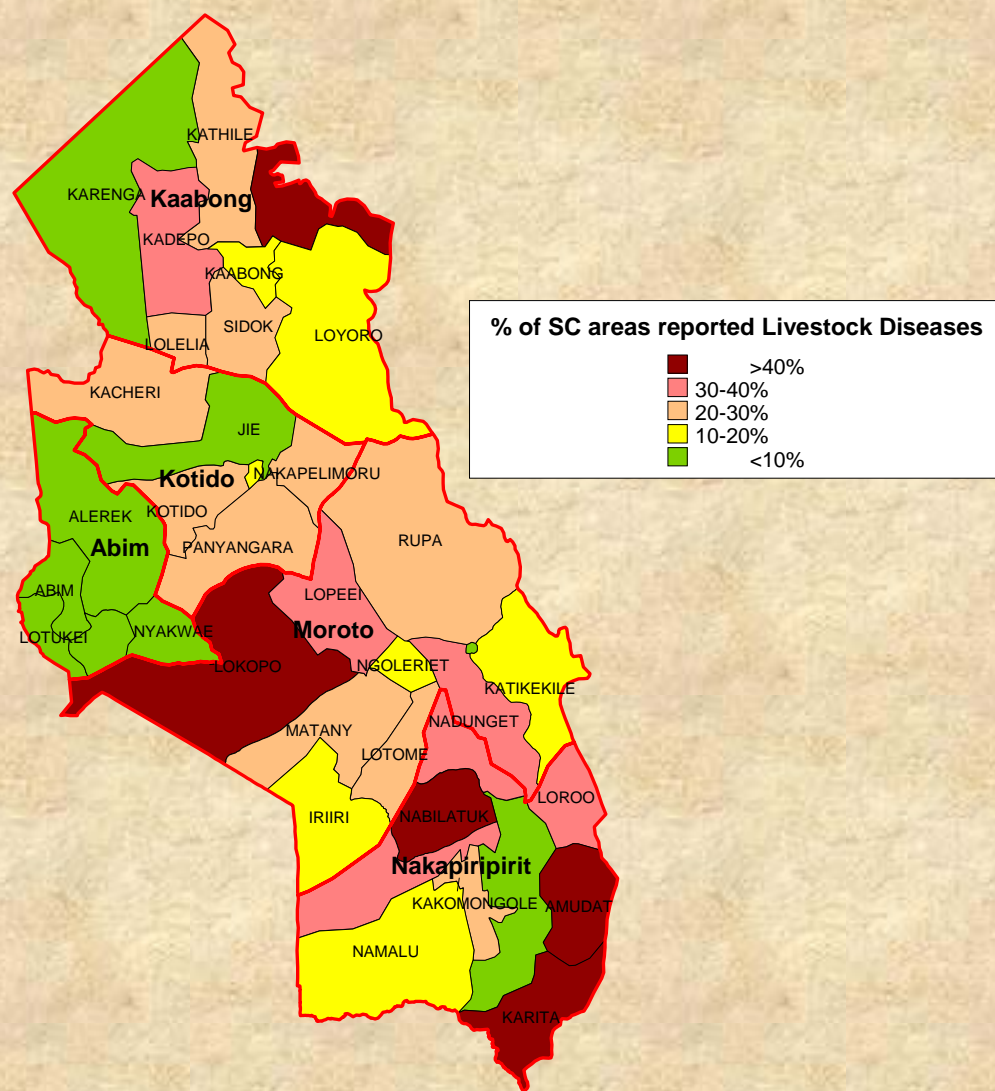 KATHILE
KARENGA
Kaabong
KADEPO
KAABONG
SIDOK
LOYORO
LOLELIA
% of SC areas reported Livestock Diseases
>40%
30-40%
20-30%
10-20%
<10%
KACHERI
JIE
NAKAPELIMORU
Kotido
KOTIDO
ALEREK
RUPA
PANYANGARA
Abim
ABIM
LOPEEI
NYAKWAE
Moroto
LOTUKEI
LOKOPO
NGOLERIET
KATIKEKILE
NADUNGET
MATANY
LOTOME
LOROO
IRIIRI
NABILATUK
Nakapiripirit
KAKOMONGOLE
AMUDAT
NAMALU
KARITA